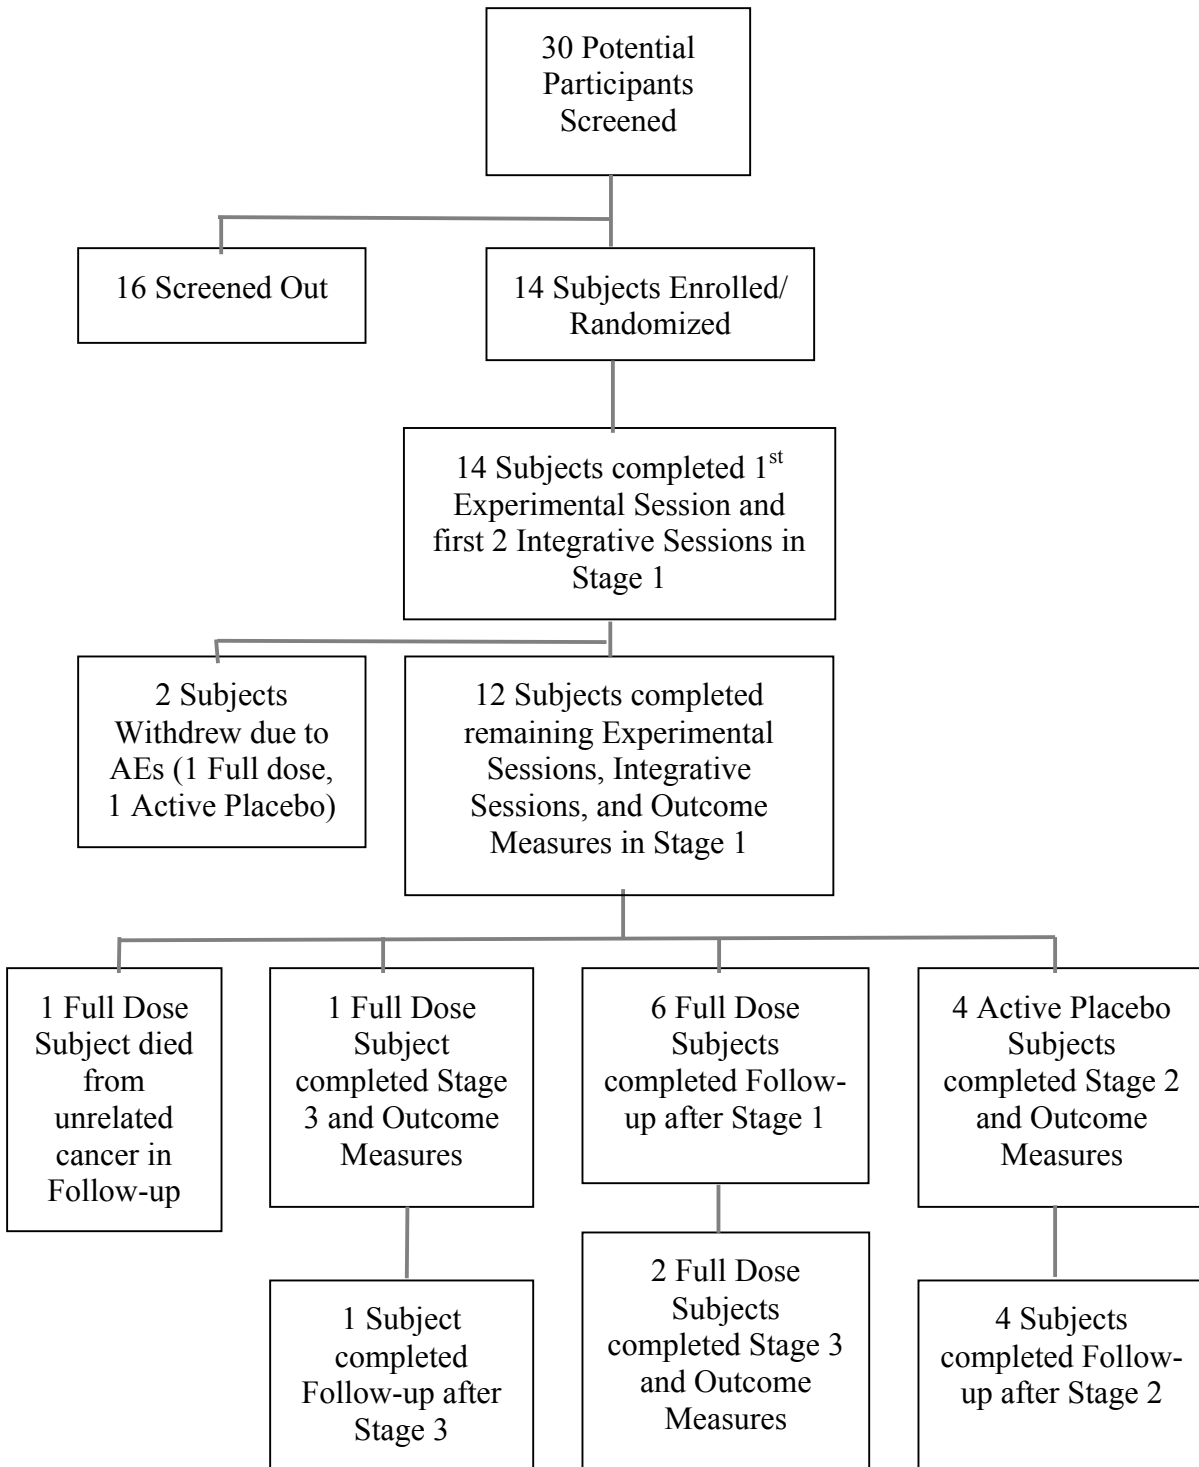 30 Potential
Participants
Screened
16 Screened Out
14 Subjects Enrolled/
Randomized
14 Subjects completed 1st
Experimental Session and
first 2 Integrative Sessions in
Stage 1
2 Subjects
Withdrew due to
AEs (1 Full dose,
1 Active Placebo)
12 Subjects completed
remaining Experimental
Sessions, Integrative
Sessions, and Outcome
Measures in Stage 1
1 Full Dose
Subject died
from
unrelated
cancer in
Follow-up
1 Full Dose
Subject
completed Stage
3 and Outcome
Measures
6 Full Dose
Subjects
completed Follow-
up after Stage 1
4 Active Placebo
Subjects
completed Stage 2
and Outcome
Measures
1 Subject
completed
Follow-up after
Stage 3
2 Full Dose
Subjects
completed Stage 3
and Outcome
Measures
4 Subjects
completed Follow-
up after Stage 2